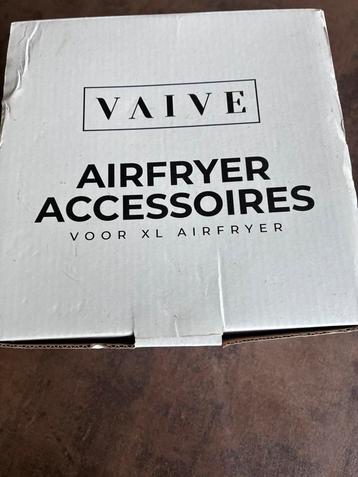 VAIVE
AIRFRYER
ACCESSOIRES
VOOR XL AIRFRYER